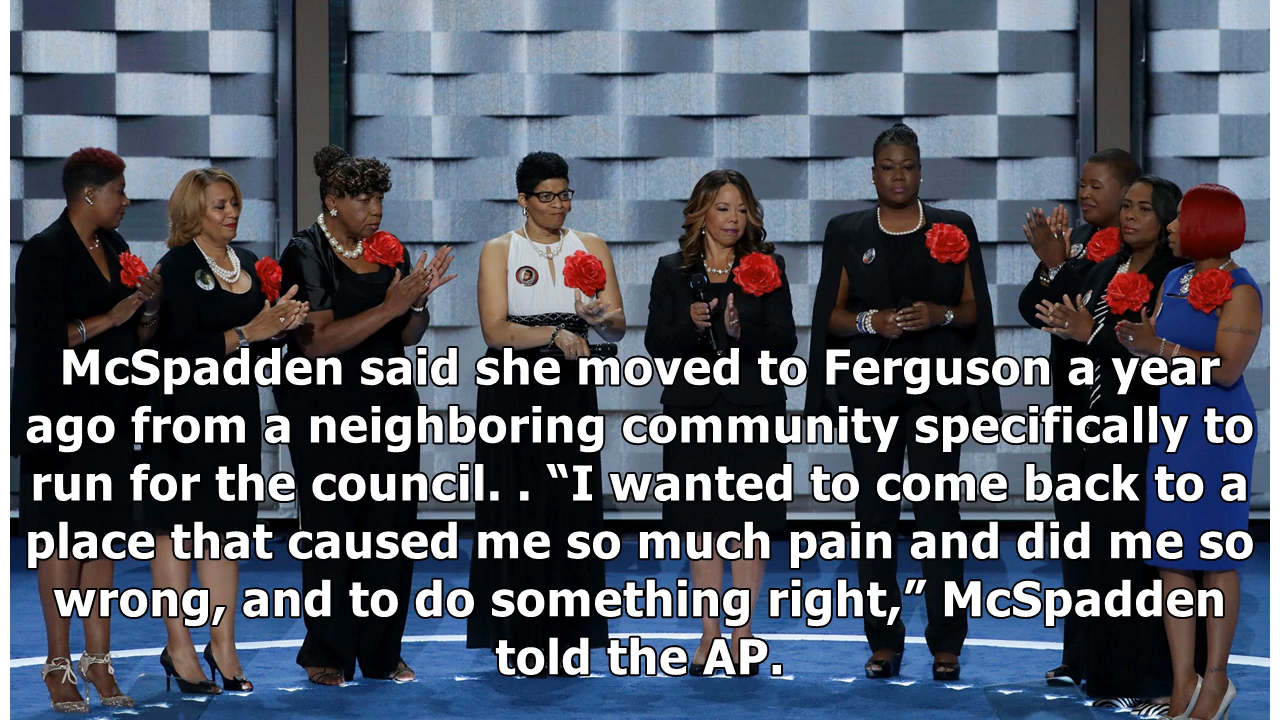 McSpadden said she moved to Ferguson a year
ago from a neighboring community specifically to
run for the council. . “I wanted to come back to a
place that caused me so much pain and did me so
wrong, and to do something right,” McSpadden
told the AP.